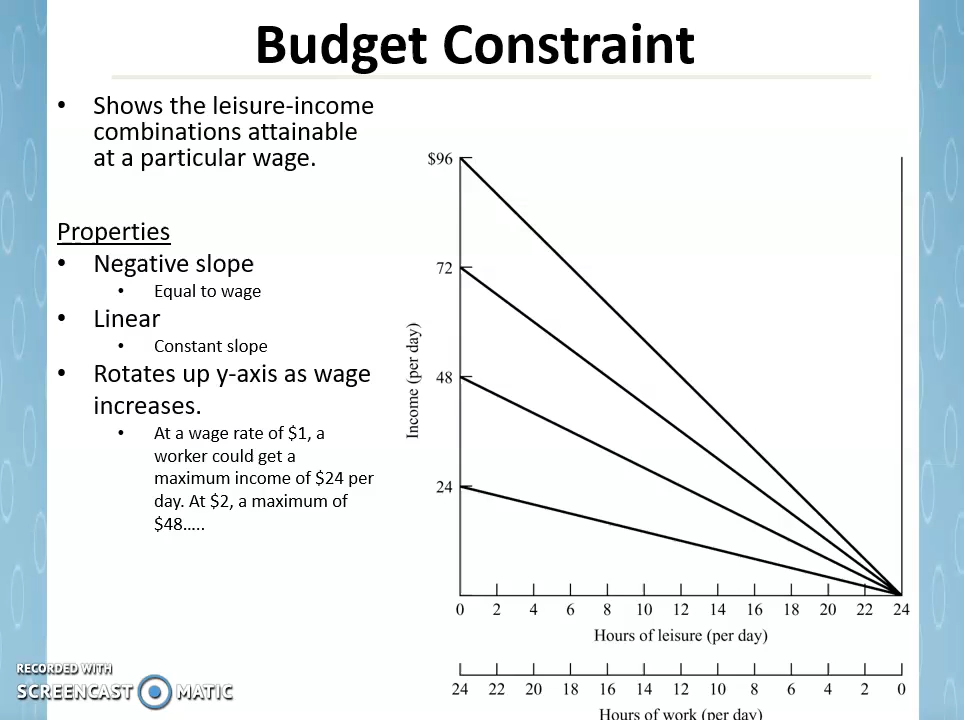 Budget Constraint
• Shows the leisure-income
combinations attainable
at a particular wage.
Properties
• Negative slope
• Equal to wage
• Linear
• Constant slope
• Rotates up y-axis as wage
increases.
• At a wage rate of $1, a
worker could get a
maximum income of $24 per
day. At $2, a maximum of
$48.....
Income (per day)
$96
72
48
24
0 2 4 6 8 10 12 14 16 18 20 22 24
Hours of leisure (per day)
24 22 20 18 16 14 12 10 8 6 4 2 0
Hours of work (per day)
RECORDED WITH
SCREENCAST MATIC